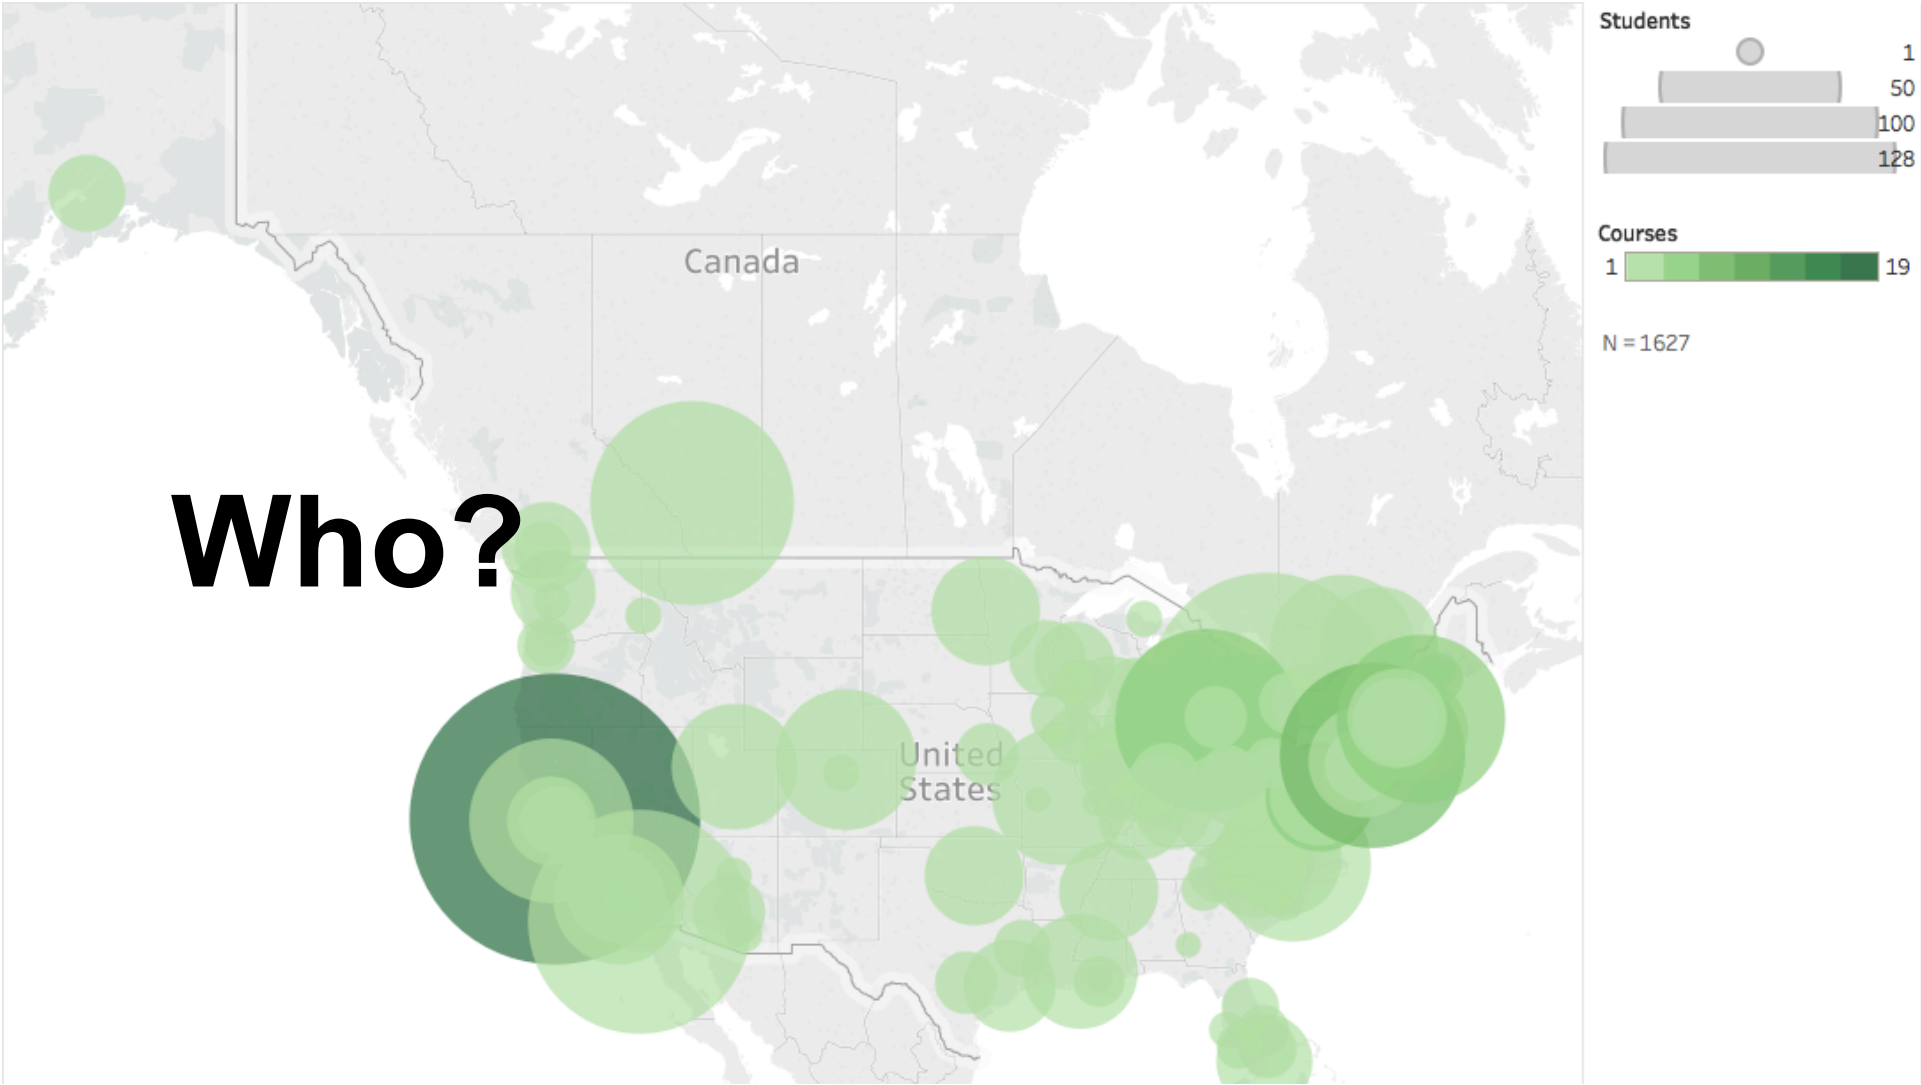 Canada
Who?
United
States
Students
1
50
100
128
Courses
1 19
N = 1627